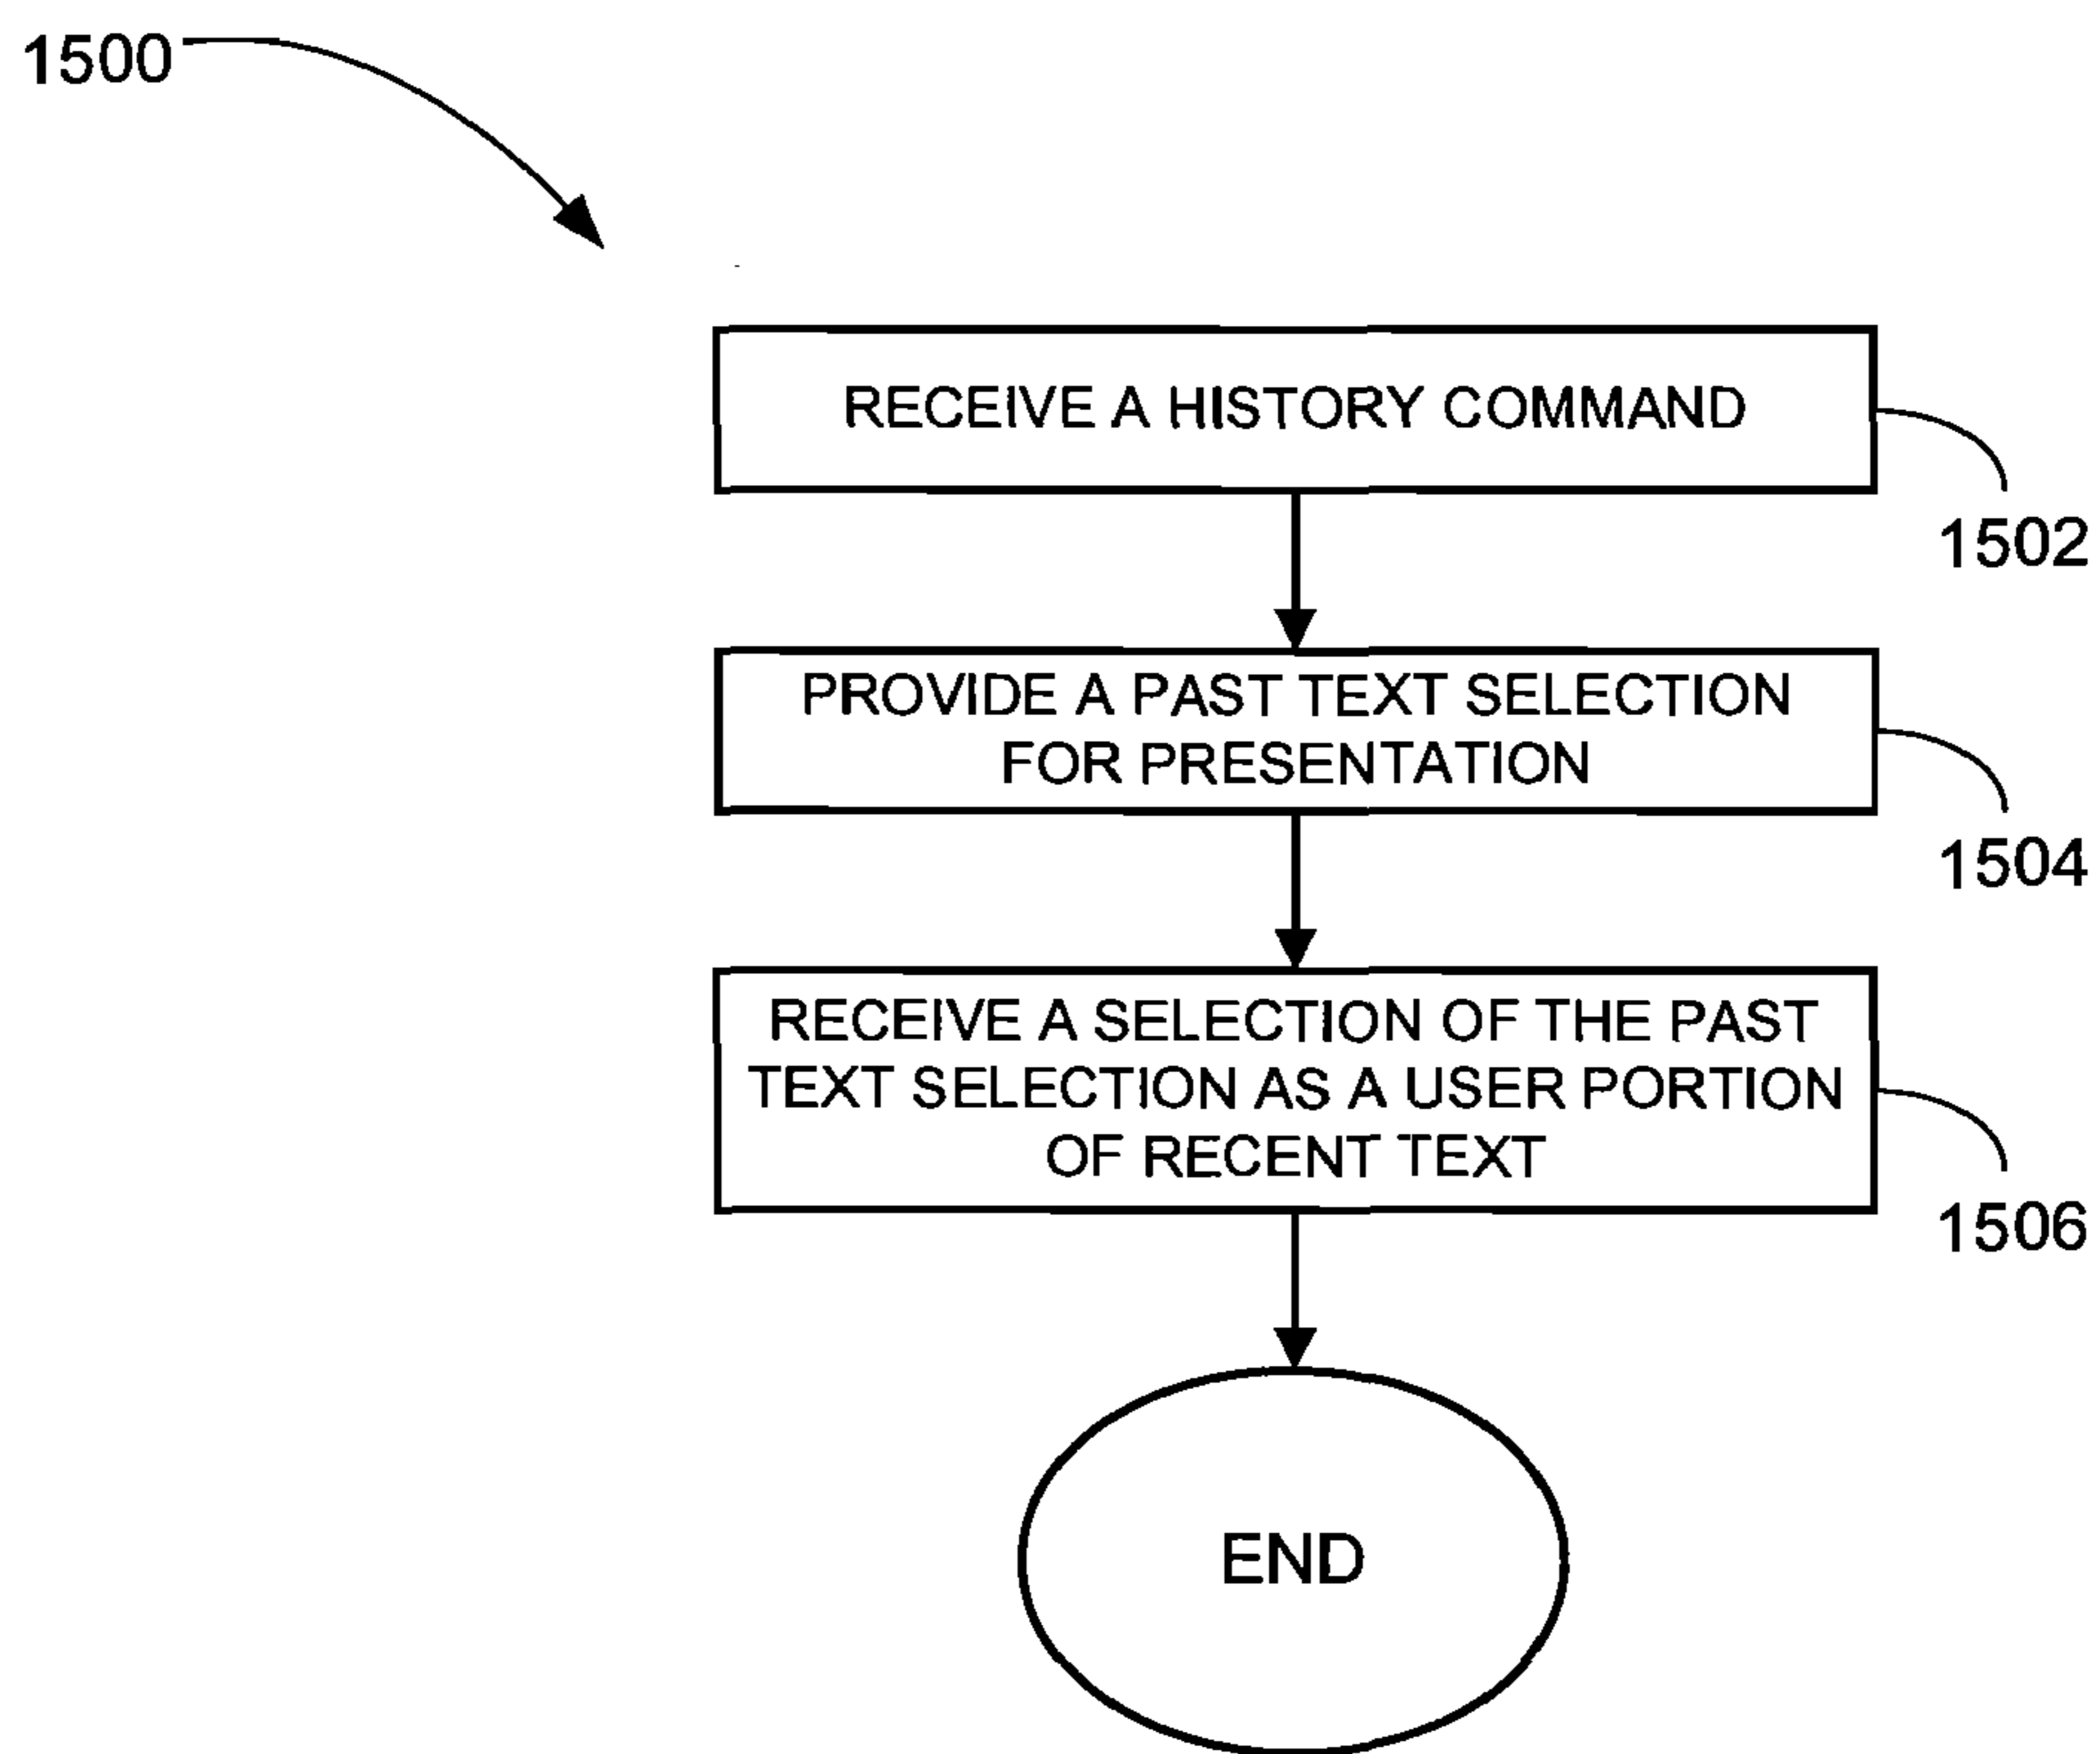 1500
RECEIVE A HISTORY COMMAND
1502
PROVIDE A PAST TEXT SELECTION
FOR PRESENTATION
1504
RECEIVE A SELECTION OF THE PAST
TEXT SELECTION AS A USER PORTION
OF RECENT TEXT
1506
END